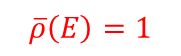 ρ̄(E) = 1